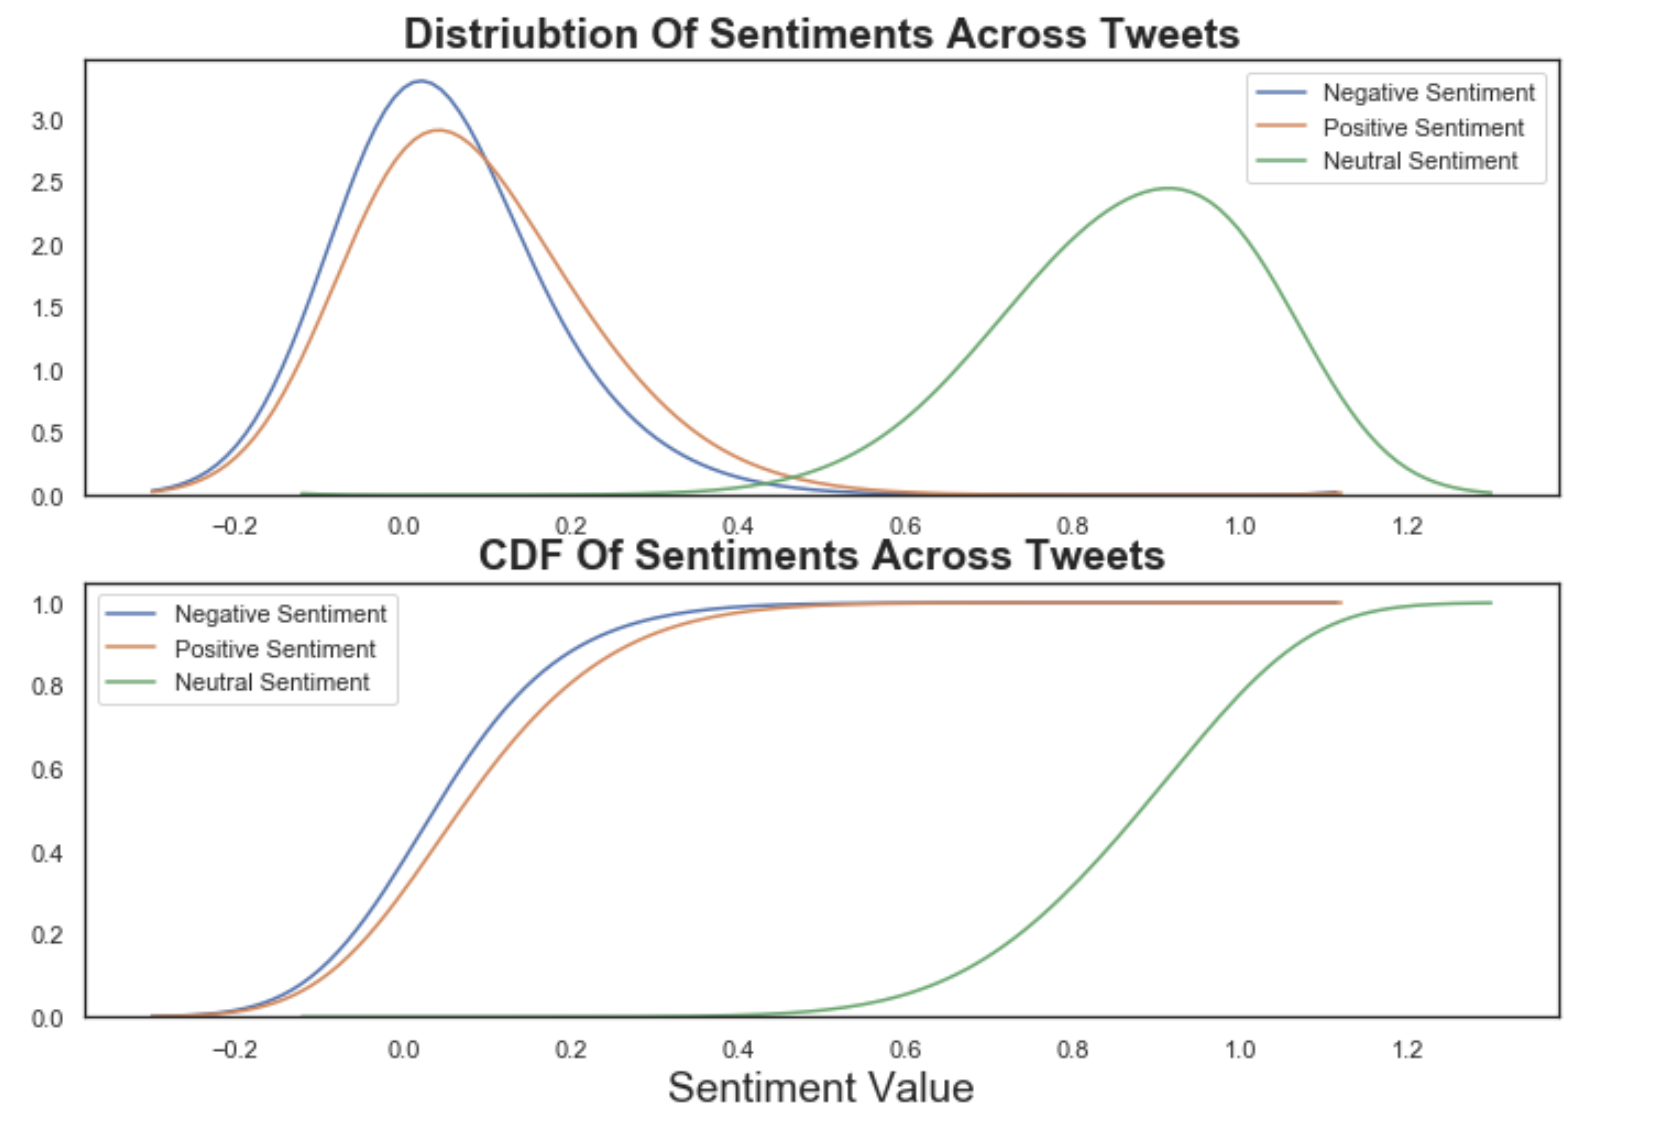 Distriubtion Of Sentiments Across Tweets
Negative Sentiment
Positive Sentiment
Neutral Sentiment
3.0
2.5
2.0
1.5
1.0
0.5
0.0
−0.2 0.0 0.2 0.4 0.6 0.8 1.0 1.2
CDF Of Sentiments Across Tweets
Negative Sentiment
Positive Sentiment
Neutral Sentiment
1.0
0.8
0.6
0.4
0.2
0.0
−0.2 0.0 0.2 0.4 0.6 0.8 1.0 1.2
Sentiment Value